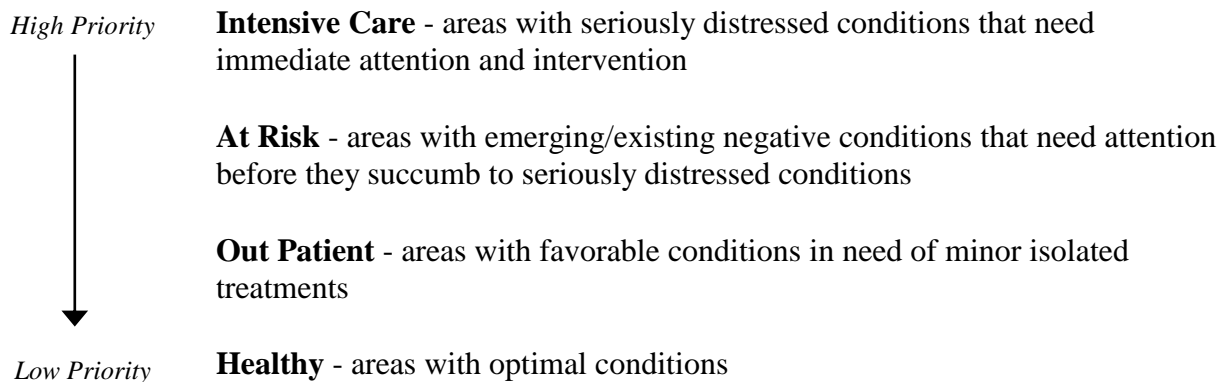 High Priority
Intensive Care - areas with seriously distressed conditions that need
immediate attention and intervention
At Risk - areas with emerging/existing negative conditions that need attention
before they succumb to seriously distressed conditions
Out Patient - areas with favorable conditions in need of minor isolated
treatments
Low Priority
Healthy - areas with optimal conditions